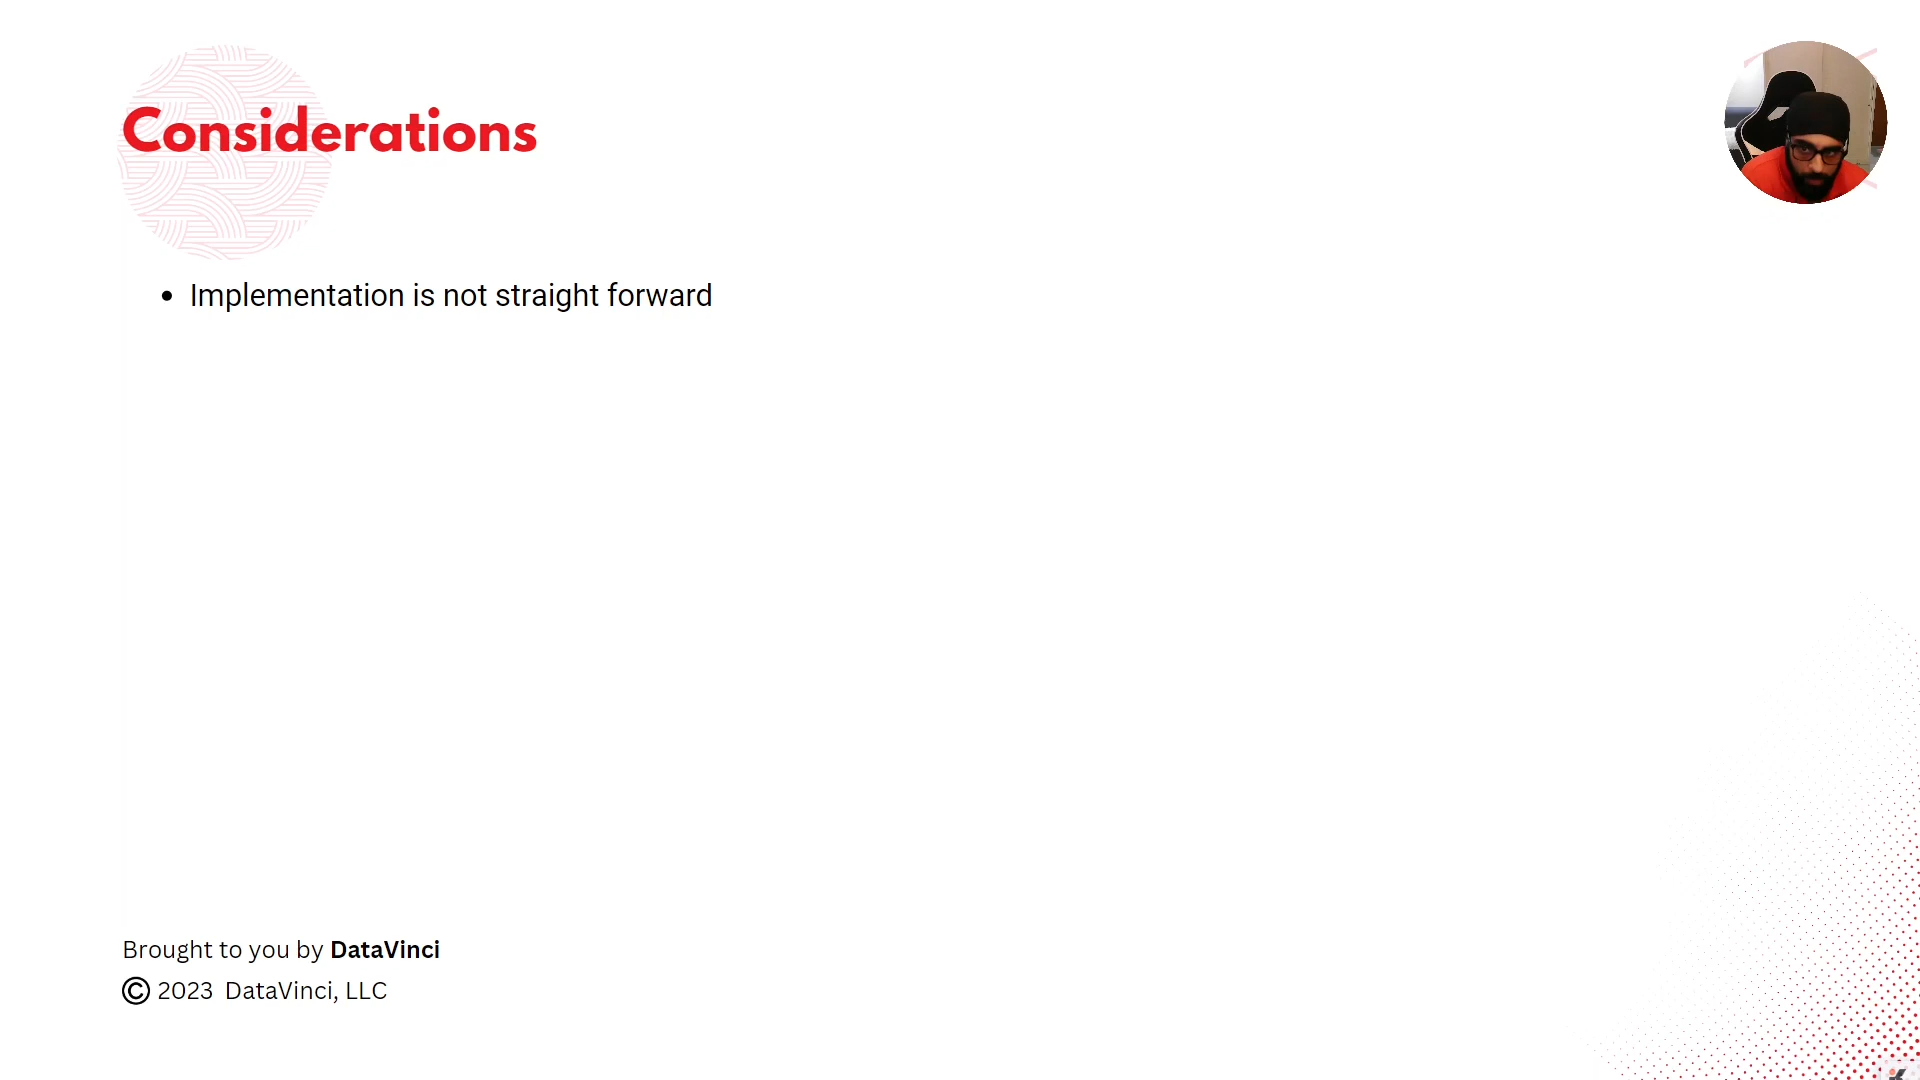 Considerations
• Implementation is not straight forward
Brought to you by DataVinci
© 2023 DataVinci, LLC